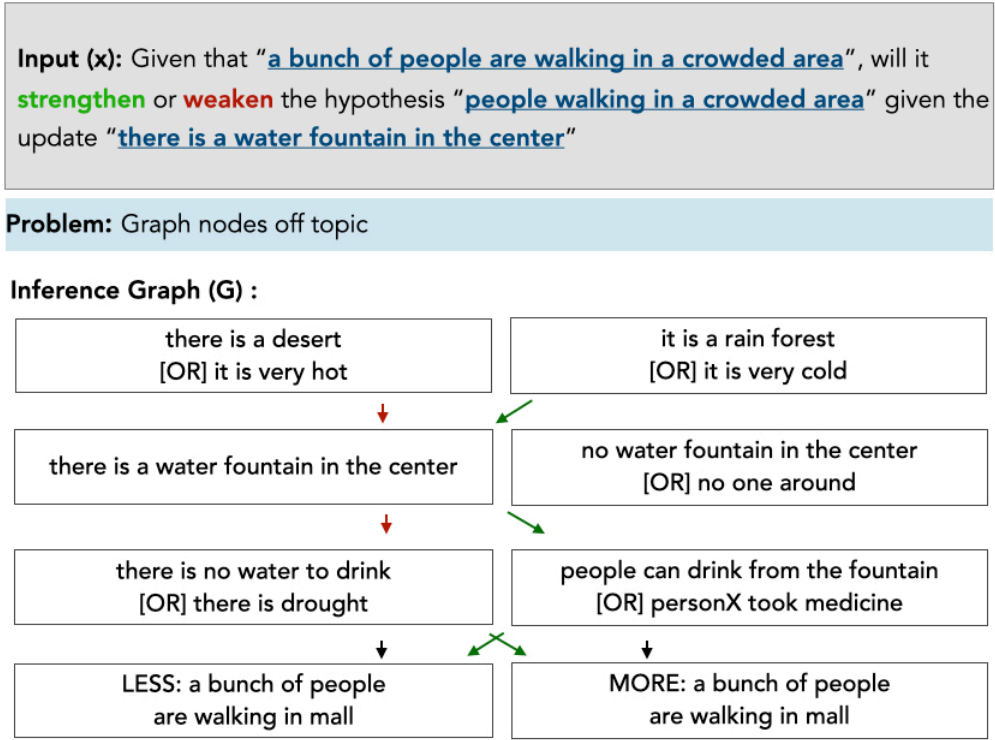 Input (x): Given that “a bunch of people are walking in a crowded area”, will it
strengthen or weaken the hypothesis “people walking in a crowded area” given the
update “there is a water fountain in the center”
Problem: Graph nodes off topic
Inference Graph (G) :
there is a desert
[OR] it is very hot
it is a rain forest
[OR] it is very cold
there is a water fountain in the center
no water fountain in the center
[OR] no one around
there is no water to drink
[OR] there is drought
people can drink from the fountain
[OR] personX took medicine
LESS: a bunch of people
are walking in mall
MORE: a bunch of people
are walking in mall